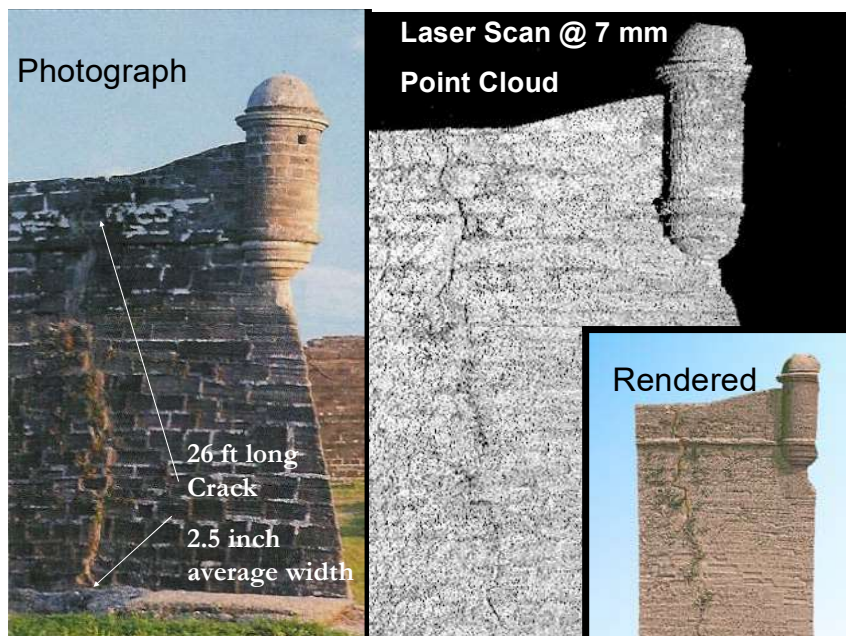 Photograph
26 ft long
Crack
2.5 inch
average width
Laser Scan @ 7 mm
Point Cloud
Rendered